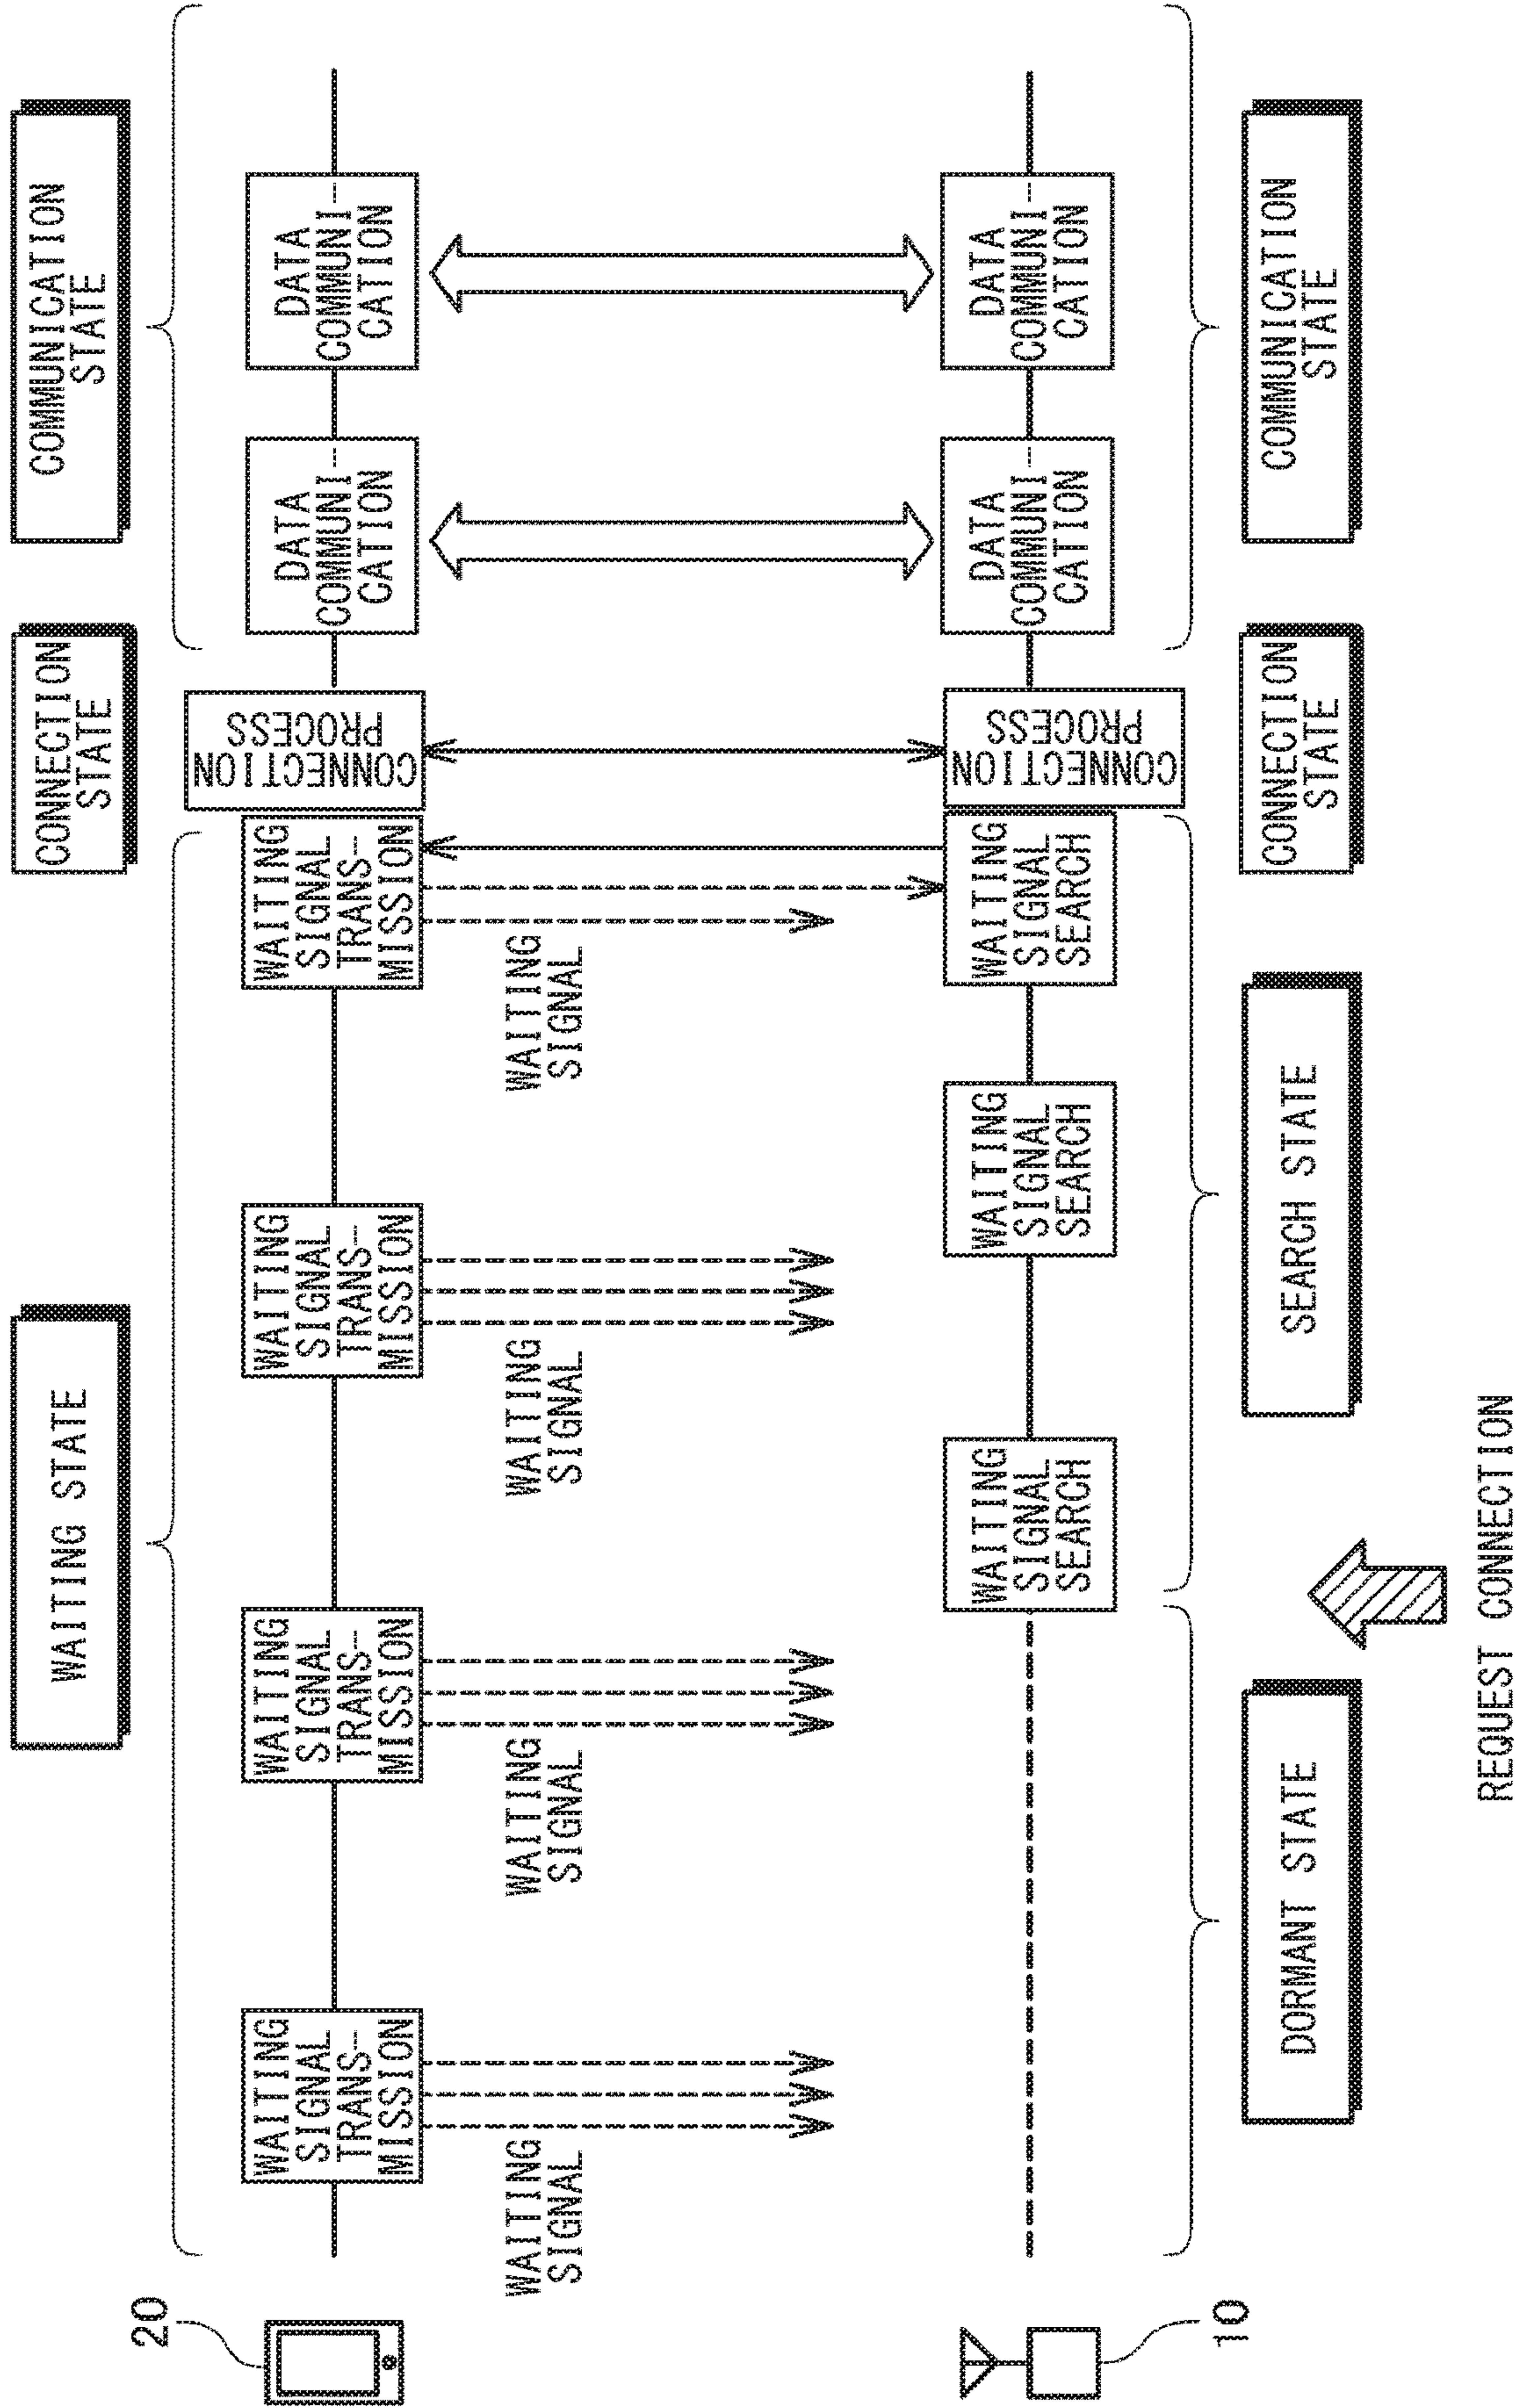 WAITING STATE
CONNECTION
STATE
COMMUNICATION
STATE
20
WAITING
SIGNAL
TRANS-
MISSION
WAITING
SIGNAL
TRANS-
MISSION
WAITING
SIGNAL
TRANS-
MISSION
WAITING
SIGNAL
TRANS-
MISSION
CONNECTION
PROCESS
DATA
COMMUNI-
CATION
DATA
COMMUNI-
CATION
WAITING
SIGNAL
WAITING
SIGNAL
WAITING
SIGNAL
WAITING
SIGNAL
WAITING
SIGNAL
SEARCH
WAITING
SIGNAL
SEARCH
WAITING
SIGNAL
SEARCH
CONNECTION
PROCESS
DATA
COMMUNI-
CATION
DATA
COMMUNI-
CATION
10
DORMANT STATE
SEARCH STATE
CONNECTION
STATE
COMMUNICATION
STATE
REQUEST CONNECTION